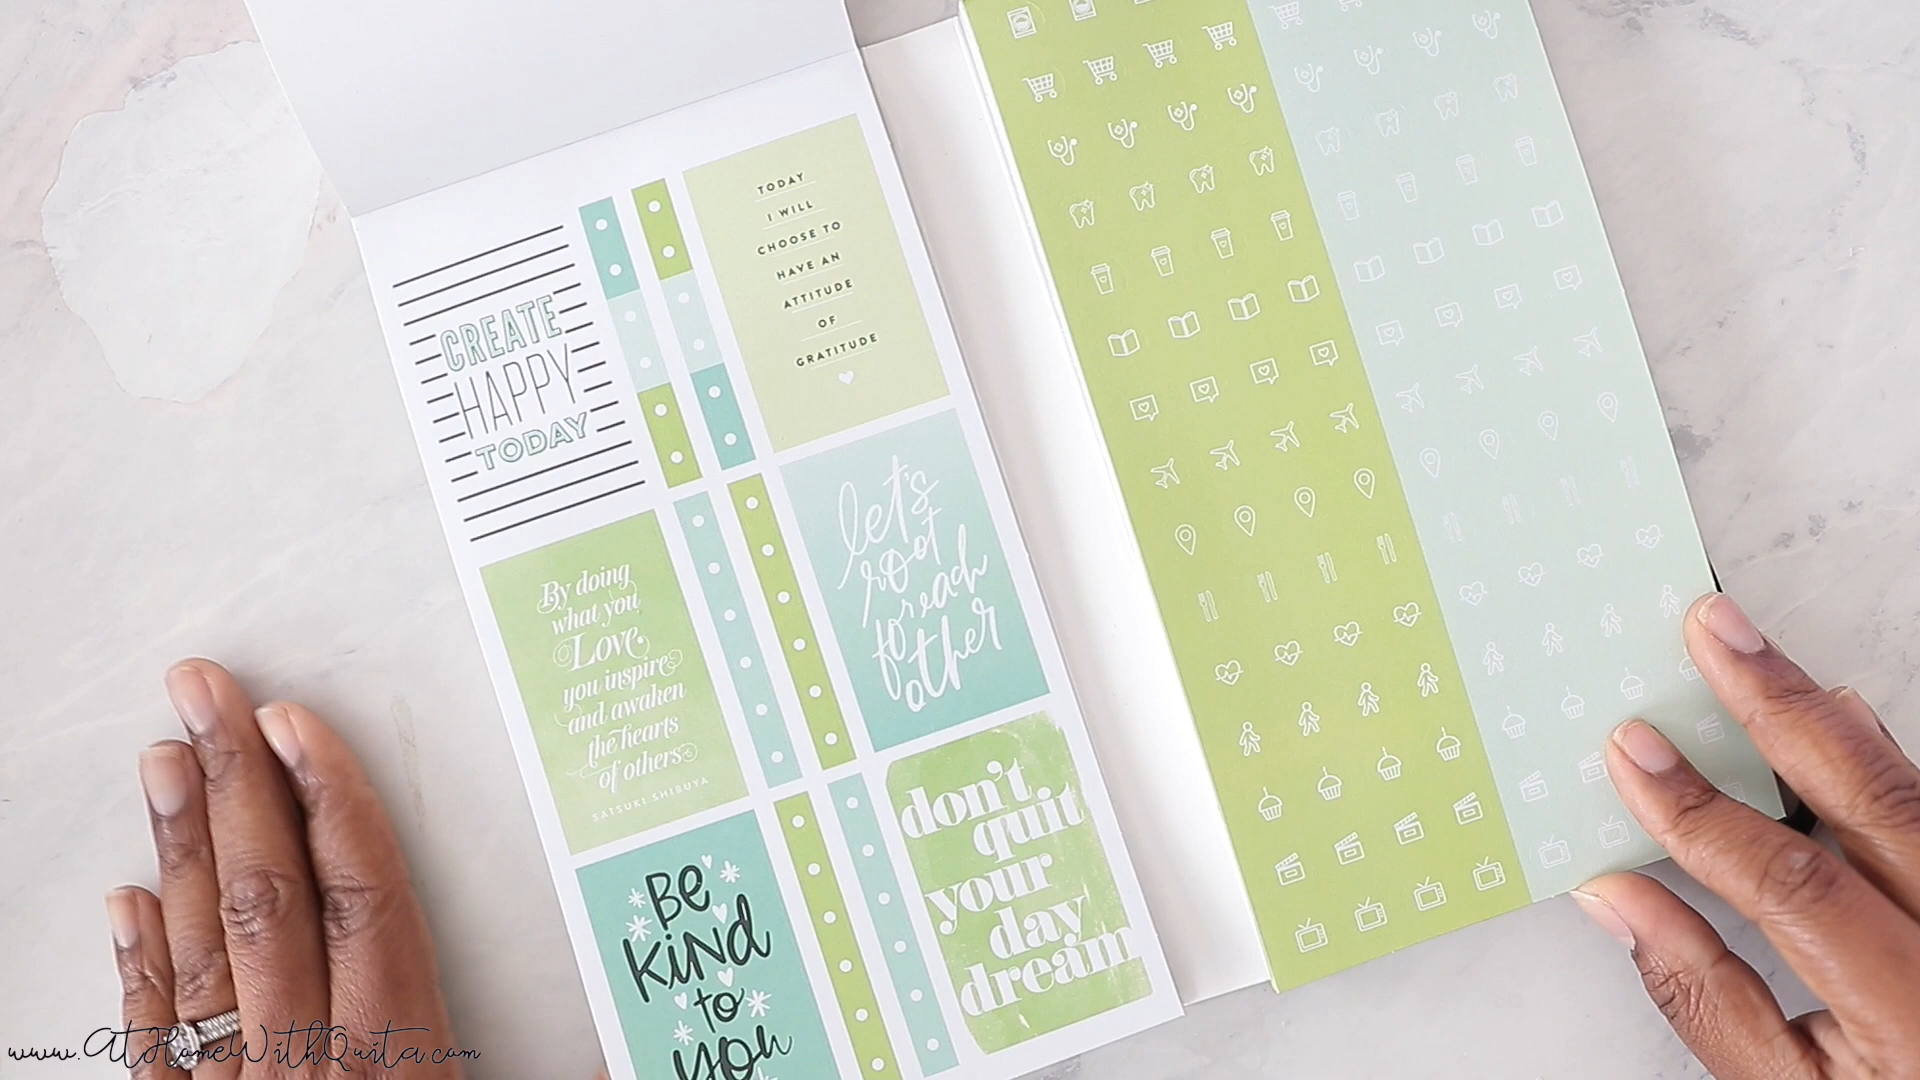 CREATE
HAPPY
TODAY
TODAY
I WILL
CHOOSE TO
HAVE AN
ATTITUDE
OF
GRATITUDE
By doing
what you
Love
you inspire
and awaken
the hearts
of others
SATSUKI SHIBUYA
let's
root
for each
other
Be
KiND
to
you
don't
quit
your
day
dream
www.AtHomeWithQuita.com